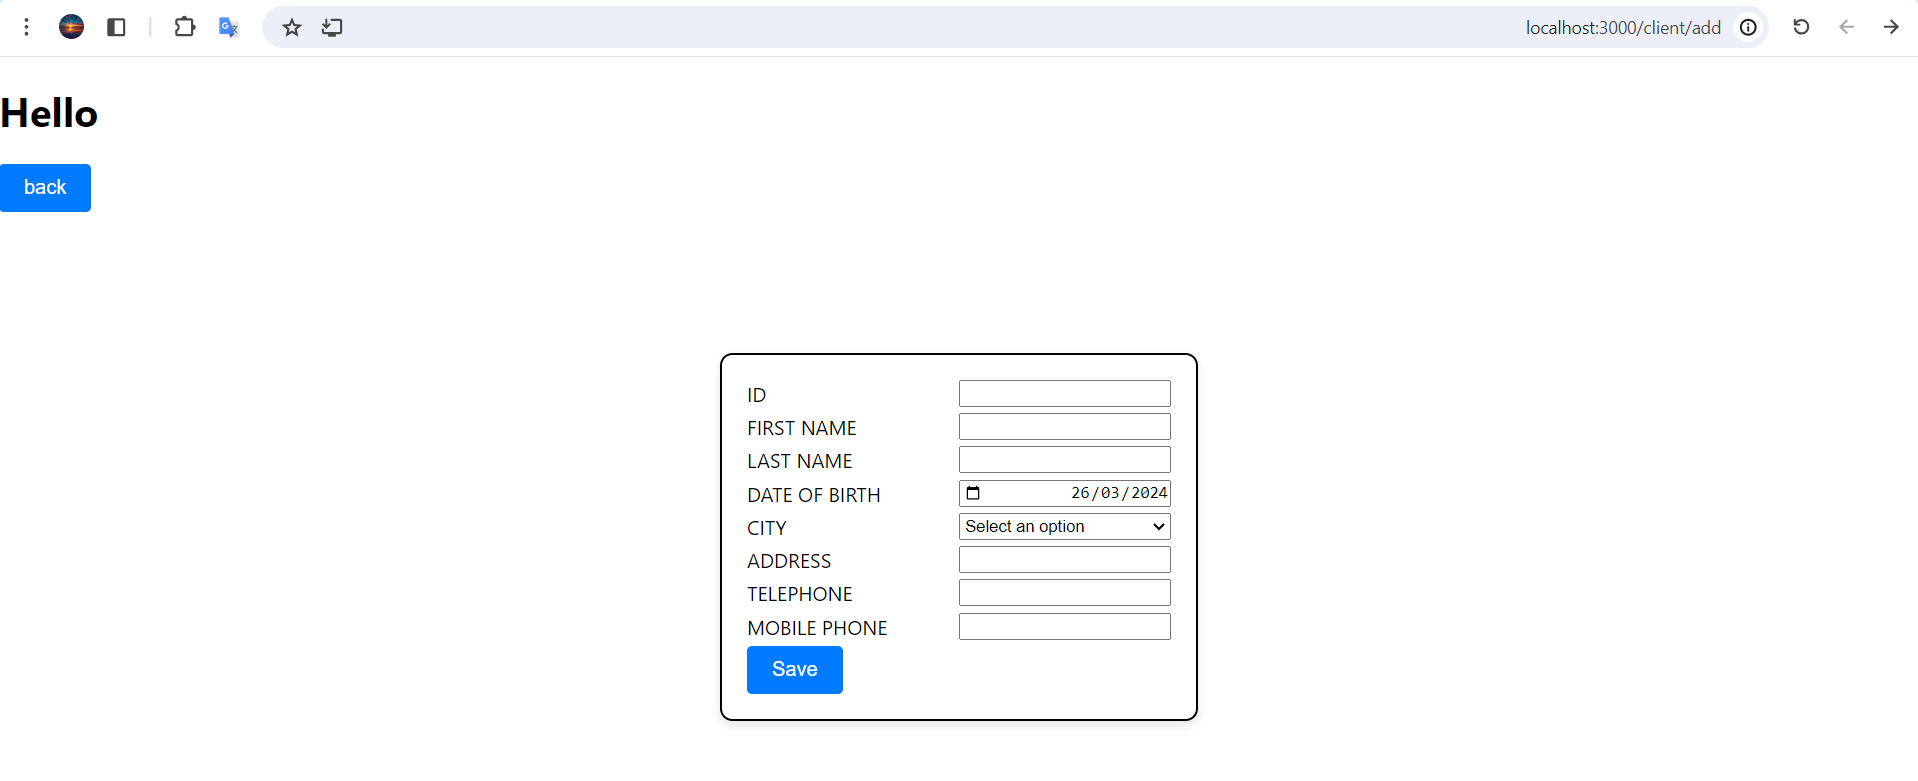 localhost:3000/client/add
Hello
back
ID
FIRST NAME
LAST NAME
DATE OF BIRTH 26/03/2024
CITY Select an option
ADDRESS
TELEPHONE
MOBILE PHONE
Save